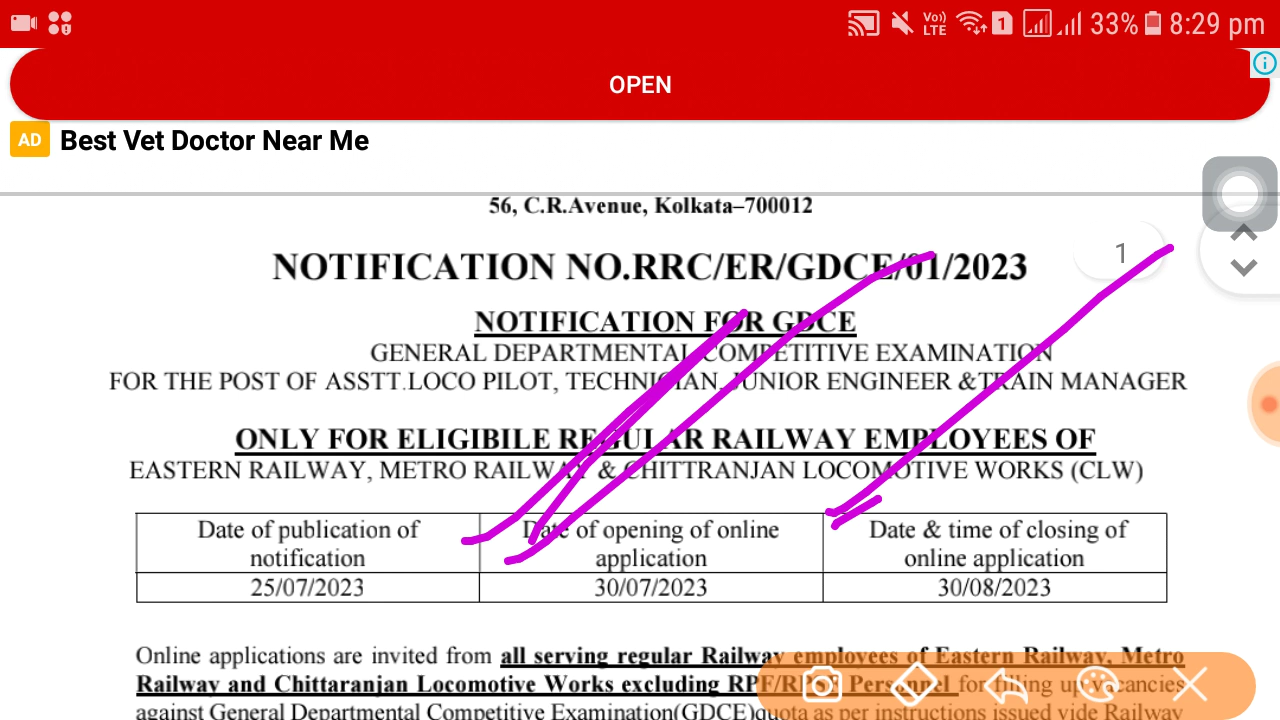 Vo) LTE 1 33% 8:29 pm
OPEN
AD Best Vet Doctor Near Me
56, C.R.Avenue, Kolkata–700012
1
NOTIFICATION NO.RRC/ER/GDCE/01/2023
NOTIFICATION FOR GDCE
GENERAL DEPARTMENTAL COMPETITIVE EXAMINATION
FOR THE POST OF ASSTT.LOCO PILOT, TECHNICIAN, JUNIOR ENGINEER &TRAIN MANAGER
ONLY FOR ELIGIBILE REGULAR RAILWAY EMPLOYEES OF
EASTERN RAILWAY, METRO RAILWAY & CHITTRANJAN LOCOMOTIVE WORKS (CLW)
Date of publication of notification
Date of opening of online application
Date & time of closing of online application
25/07/2023 30/07/2023 30/08/2023
Online applications are invited from all serving regular Railway employees of Eastern Railway, Metro
Railway and Chittaranjan Locomotive Works excluding RPF/RPSF Personnel for filling up vacancies
against General Departmental Competitive Examination(GDCE)quota as per instructions issued vide Railway